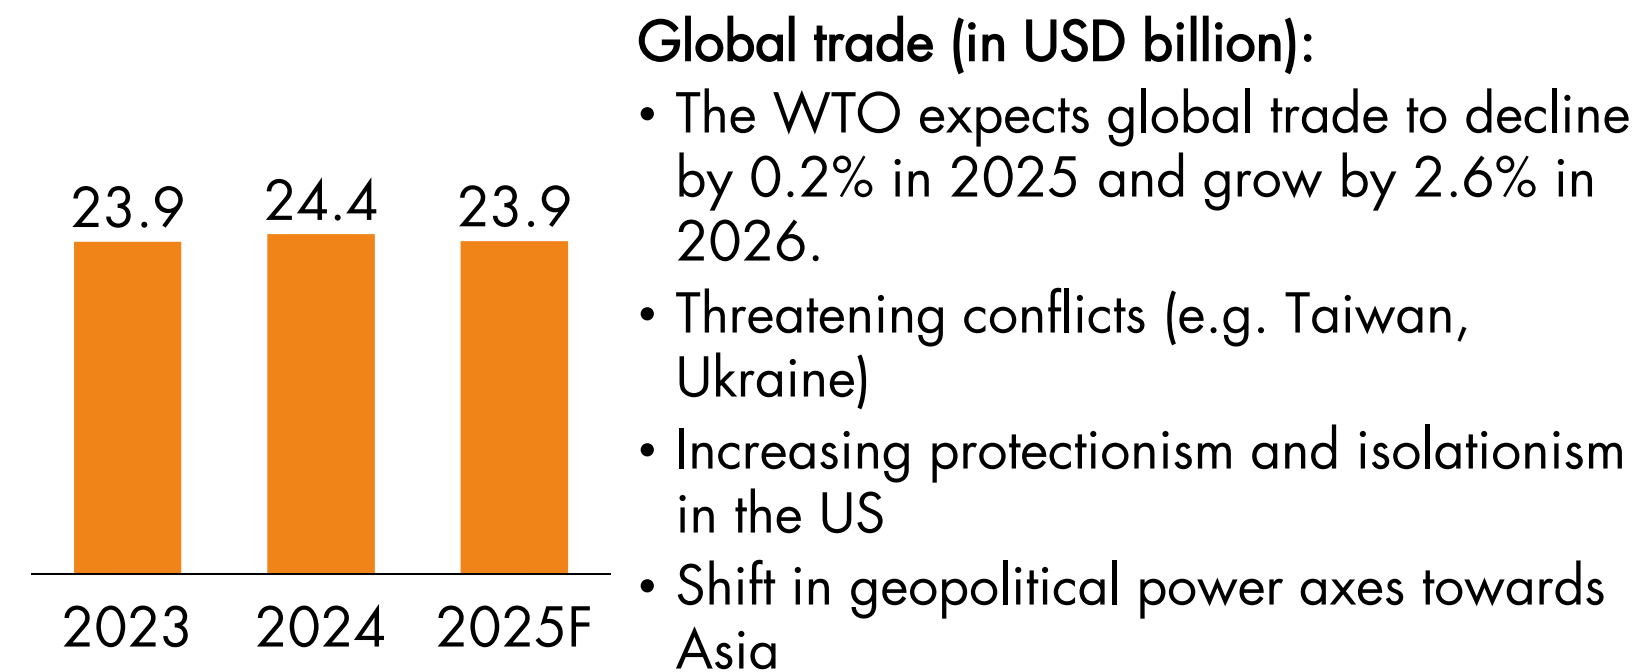 23.9 24.4 23.9
2023 2024 2025F
Global trade (in USD billion):
• The WTO expects global trade to decline
by 0.2% in 2025 and grow by 2.6% in
2026.
• Threatening conflicts (e.g. Taiwan,
Ukraine)
• Increasing protectionism and isolationism
in the US
• Shift in geopolitical power axes towards
Asia